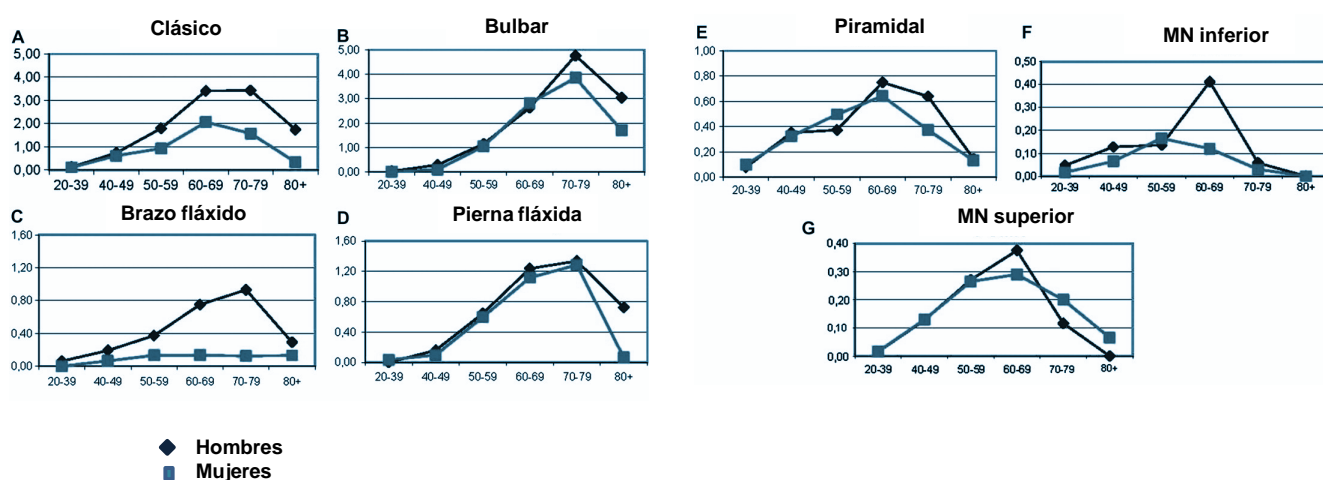 A Clásico
5,00
4,00
3,00
2,00
1,00
0,00
20-39 40-49 50-59 60-69 70-79 80+
B Bulbar
5,00
4,00
3,00
2,00
1,00
0,00
20-39 40-49 50-59 60-69 70-79 80+
C Brazo fláxido
1,60
1,20
0,80
0,40
0,00
20-39 40-49 50-59 60-69 70-79 80+
D Pierna fláxida
1,60
1,20
0,80
0,40
0,00
20-39 40-49 50-59 60-69 70-79 80+
E Piramidal
1,00
0,80
0,60
0,40
0,20
0,00
20-39 40-49 50-59 60-69 70-79 80+
F MN inferior
0,50
0,40
0,30
0,20
0,10
0,00
20-39 40-49 50-59 60-69 70-79 80+
G MN superior
0,40
0,30
0,20
0,10
0,00
20-39 40-49 50-59 60-69 70-79 80+
Hombres
Mujeres